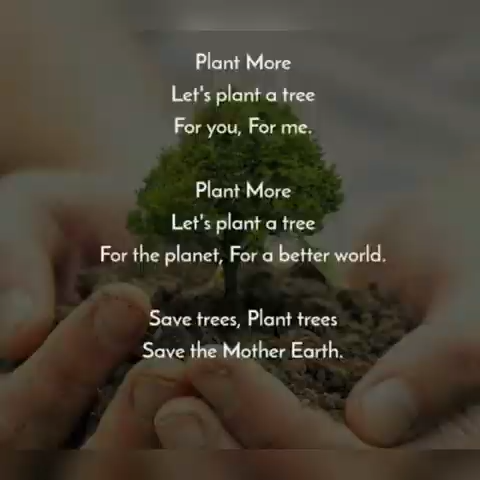 Plant More
Let's plant a tree
For you, For me.
Plant More
Let's plant a tree
For the planet, For a better world.
Save trees, Plant trees
Save the Mother Earth.